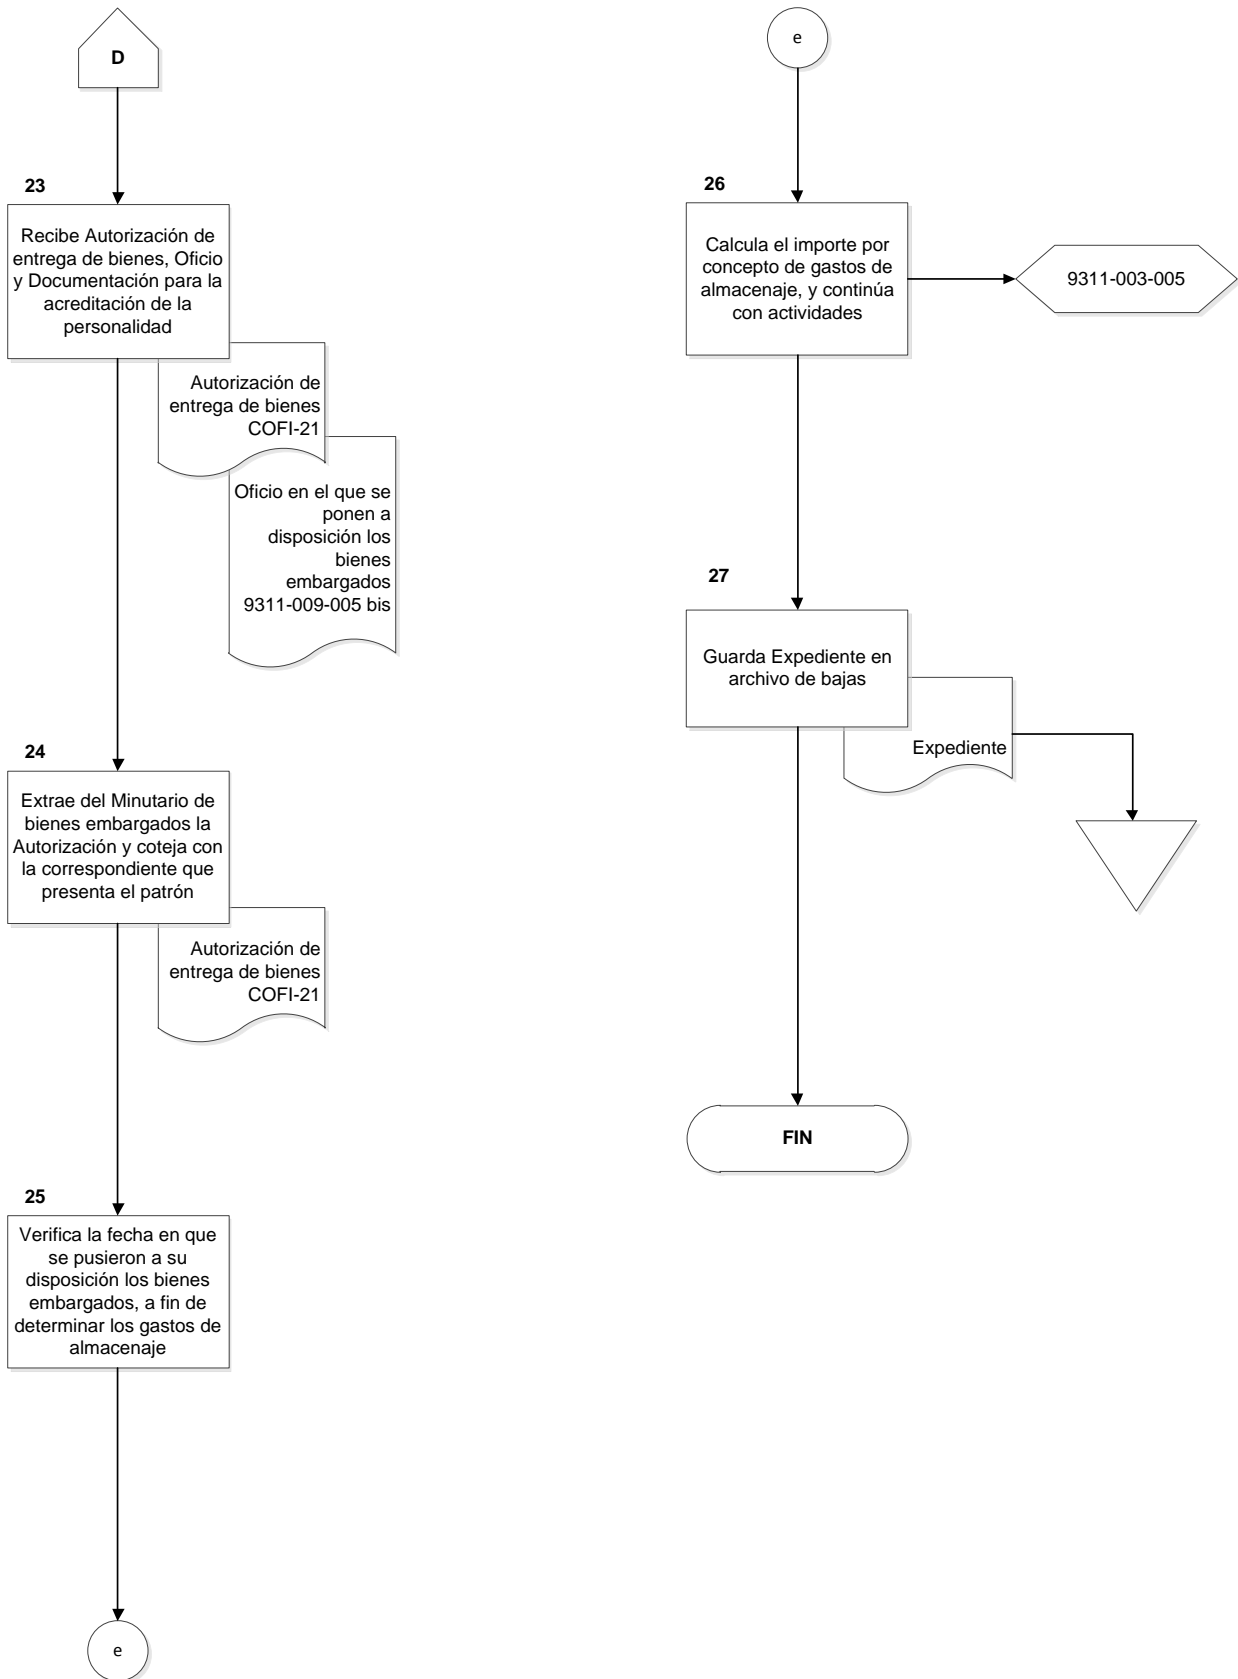 D
23
Recibe Autorización de
entrega de bienes, Oficio
y Documentación para la
acreditación de la
personalidad
Autorización de
entrega de bienes
COFI-21
Oficio en el que se
ponen a
disposición los
bienes
embargados
9311-009-005 bis
24
Extrae del Minutario de
bienes embargados la
Autorización y coteja con
la correspondiente que
presenta el patrón
Autorización de
entrega de bienes
COFI-21
25
Verifica la fecha en que
se pusieron a su
disposición los bienes
embargados, a fin de
determinar los gastos de
almacenaje
e
e
26
Calcula el importe por
concepto de gastos de
almacenaje, y continúa
con actividades
9311-003-005
27
Guarda Expediente en
archivo de bajas
Expediente
FIN